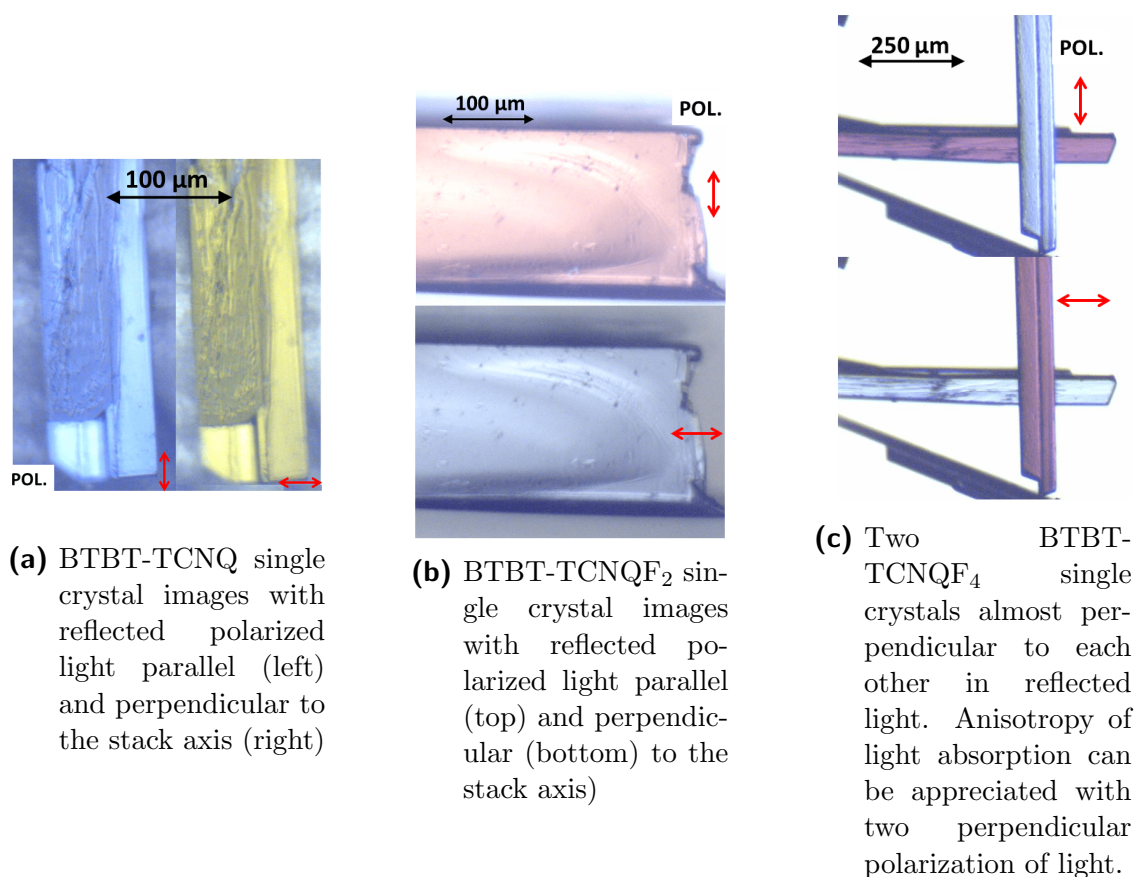 100 µm
POL.
(a) BTBT-TCNQ single
crystal images with
reflected polarized
light parallel (left)
and perpendicular to
the stack axis (right)
100 µm
POL.
(b) BTBT-TCNQF₂ sin-
gle crystal images
with reflected po-
larized light parallel
(top) and perpendic-
ular (bottom) to the
stack axis)
250 µm
POL.
(c) Two BTBT-
TCNQF₄ single
crystals almost per-
pendicular to each
other in reflected
light. Anisotropy of
light absorption can
be appreciated with
two perpendicular
polarization of light.